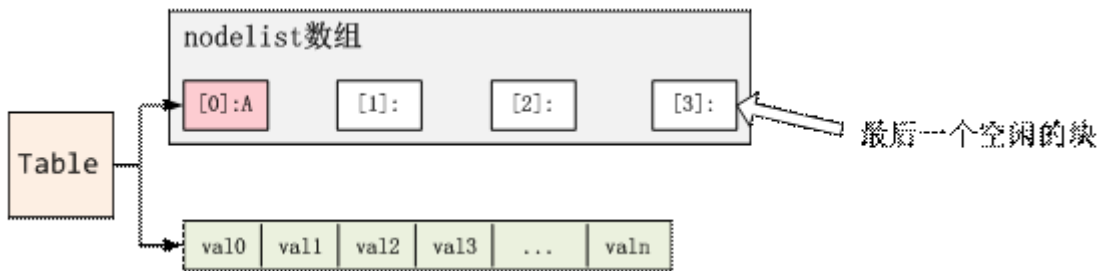 nodelist数组
[0]:A
[1]:
[2]:
[3]:
最后一个空闲的块
Table
val0 val1 val2 val3 ... valn